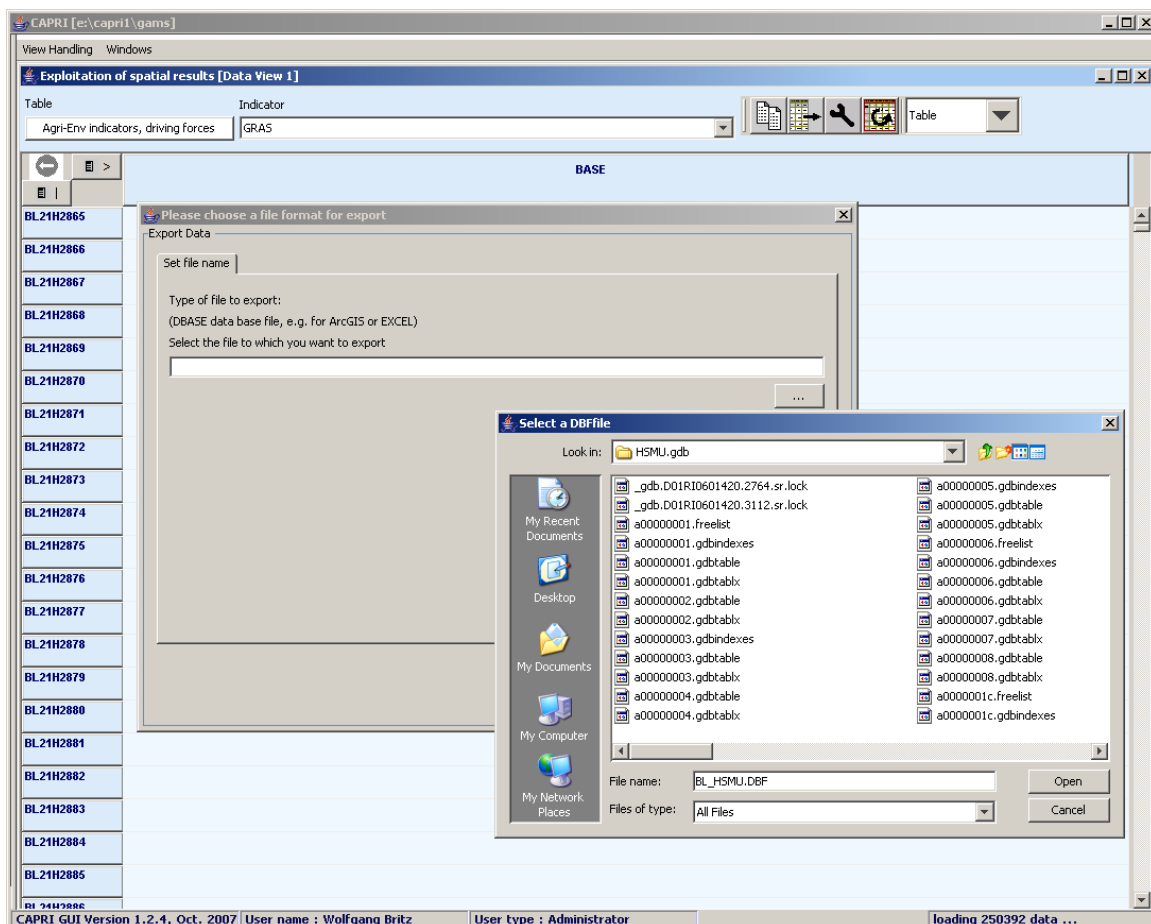 CAPRI [e:\capri1\gams]
View Handling Windows
Exploitation of spatial results [Data View 1]
Table Indicator
Agri-Env indicators, driving forces GRAS Table
BASE
BL21H2865
BL21H2866
BL21H2867
BL21H2868
BL21H2869
BL21H2870
BL21H2871
BL21H2872
BL21H2873
BL21H2874
BL21H2875
BL21H2876
BL21H2877
BL21H2878
BL21H2879
BL21H2880
BL21H2881
BL21H2882
BL21H2883
BL21H2884
BL21H2885
BL21H2886
Please choose a file format for export
Export Data
Set file name
Type of file to export:
(DBASE data base file, e.g. for ArcGIS or EXCEL)
Select the file to which you want to export
...
Select a DBFfile
Look in: HSMU.gdb
My Recent
Documents
Desktop
My Documents
My Computer
My Network
Places
_gdb.D01RI0601420.2764.sr.lock
_gdb.D01RI0601420.3112.sr.lock
a00000001.freelist
a00000001.gdbindexes
a00000001.gdbtable
a00000001.gdbtablx
a00000002.gdbtable
a00000002.gdbtablx
a00000003.gdbindexes
a00000003.gdbtable
a00000003.gdbtablx
a00000004.gdbtable
a00000004.gdbtablx
a00000005.gdbindexes
a00000005.gdbtable
a00000005.gdbtablx
a00000006.freelist
a00000006.gdbindexes
a00000006.gdbtable
a00000006.gdbtablx
a00000007.gdbtable
a00000007.gdbtablx
a00000008.gdbtable
a00000008.gdbtablx
a0000001c.freelist
a0000001c.gdbindexes
File name: BL_HSMU.DBF Open
Files of type: All Files Cancel
CAPRI GUI Version 1.2.4, Oct. 2007 User name : Wolfgang Britz User type : Administrator loading 250392 data ...